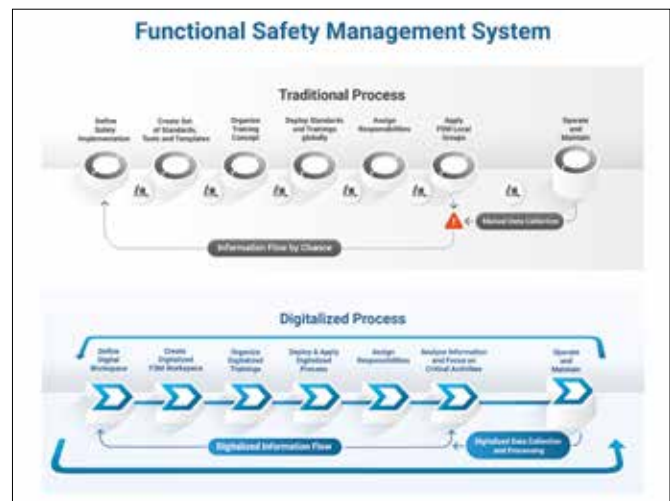 Functional Safety Management System
Traditional Process
Define
Safety
Implementation
Create Set
of Standards,
Tools and Templates
Organize
Training
Concept
Deploy Standards
and Trainings
globally
Assign
Responsibilities
Apply
FSM Local
Groups
Operate
and
Maintain
Manual Data Collection
Information Flow by Chance
Digitalized Process
Define
Digital
Workspace
Create
Digitalized
FSM Workspace
Organize
Digitalized
Trainings
Deploy & Apply
Digitalized
Process
Assign
Responsibilities
Analyse Information
and Focus on
Critical Activities
Operate
and
Maintain
Digitalized Information Flow
Digitalized Data Collection
and Processing